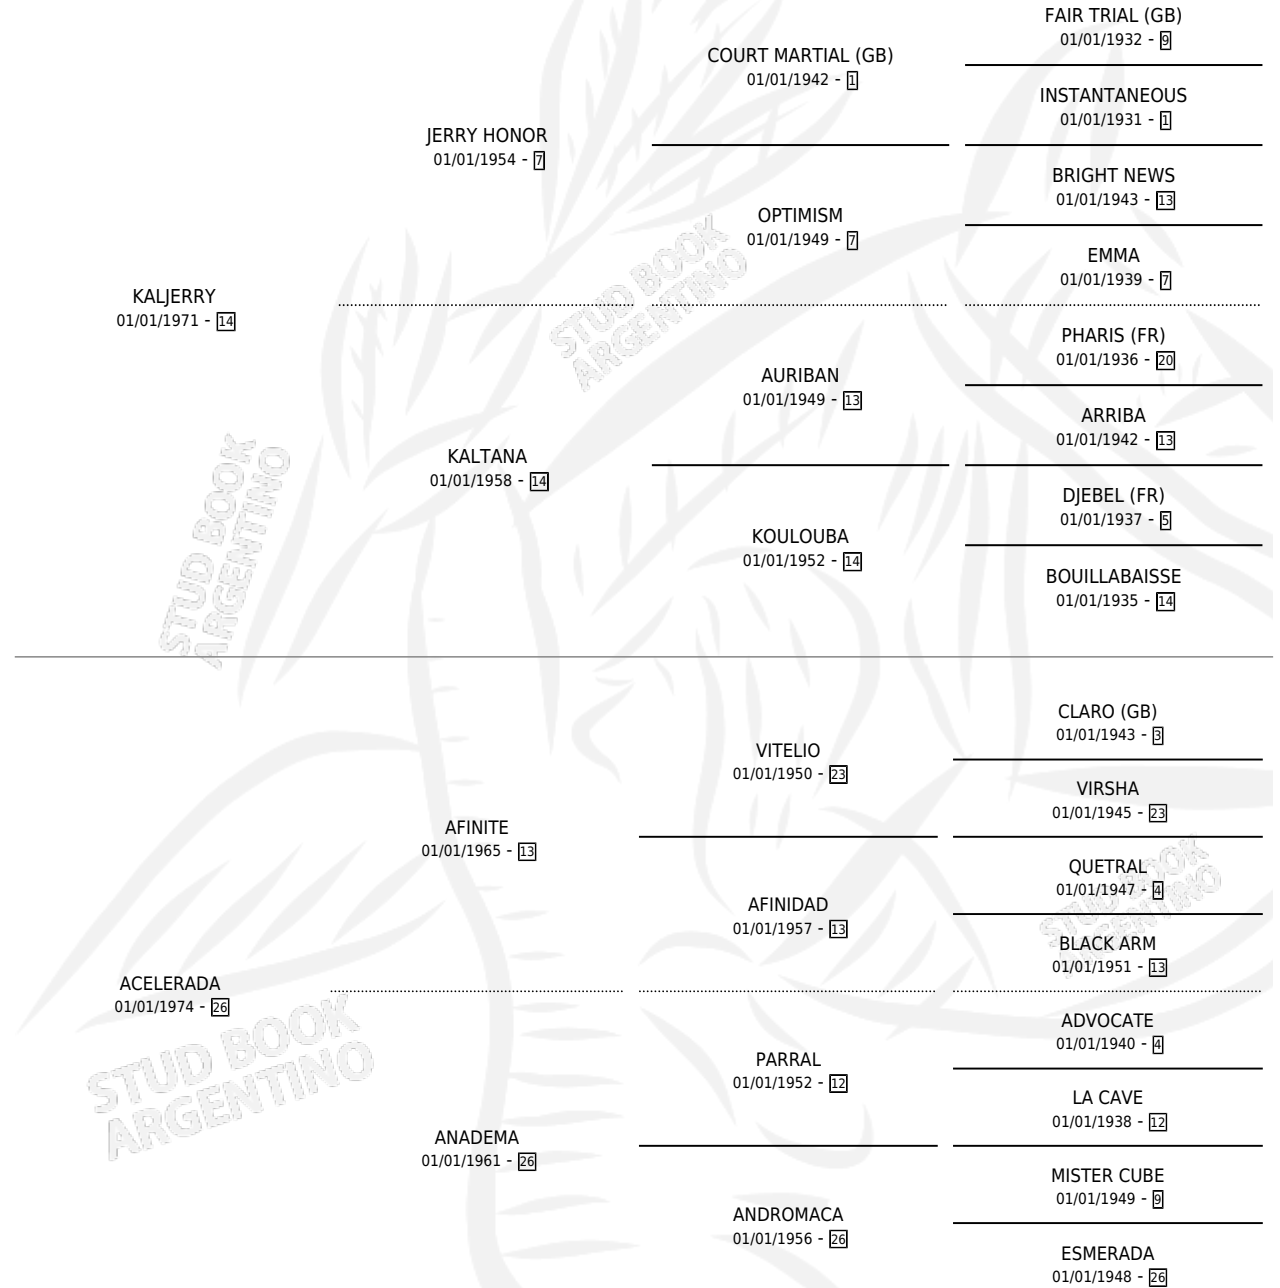 FAIR TRIAL (GB)
01/01/1932 - 9
COURT MARTIAL (GB)
01/01/1942 - 1
INSTANTANEOUS
01/01/1931 - 1
JERRY HONOR
01/01/1954 - 7
BRIGHT NEWS
01/01/1943 - 13
OPTIMISM
01/01/1949 - 7
EMMA
01/01/1939 - 7
KALJERRY
01/01/1971 - 14
PHARIS (FR)
01/01/1936 - 20
AURIBAN
01/01/1949 - 13
ARRIBA
01/01/1942 - 13
KALTANA
01/01/1958 - 14
DJEBEL (FR)
01/01/1937 - 5
KOULOUBA
01/01/1952 - 14
BOUILLABAISSE
01/01/1935 - 14
STUD BOOK
ARGENTINO
STUD BOOK
ARGENTINO
CLARO (GB)
01/01/1943 - 3
VITELIO
01/01/1950 - 23
VIRSHA
01/01/1945 - 23
AFINITE
01/01/1965 - 13
QUETRAL
01/01/1947 - 4
AFINIDAD
01/01/1957 - 13
BLACK ARM
01/01/1951 - 13
STUD BOOK
ARGENTINO
ACELERADA
01/01/1974 - 26
ADVOCATE
01/01/1940 - 4
PARRAL
01/01/1952 - 12
LA CAVE
01/01/1938 - 12
STUD BOOK
ARGENTINO
ANADEMA
01/01/1961 - 26
MISTER CUBE
01/01/1949 - 9
ANDROMACA
01/01/1956 - 26
ESMERADA
01/01/1948 - 26